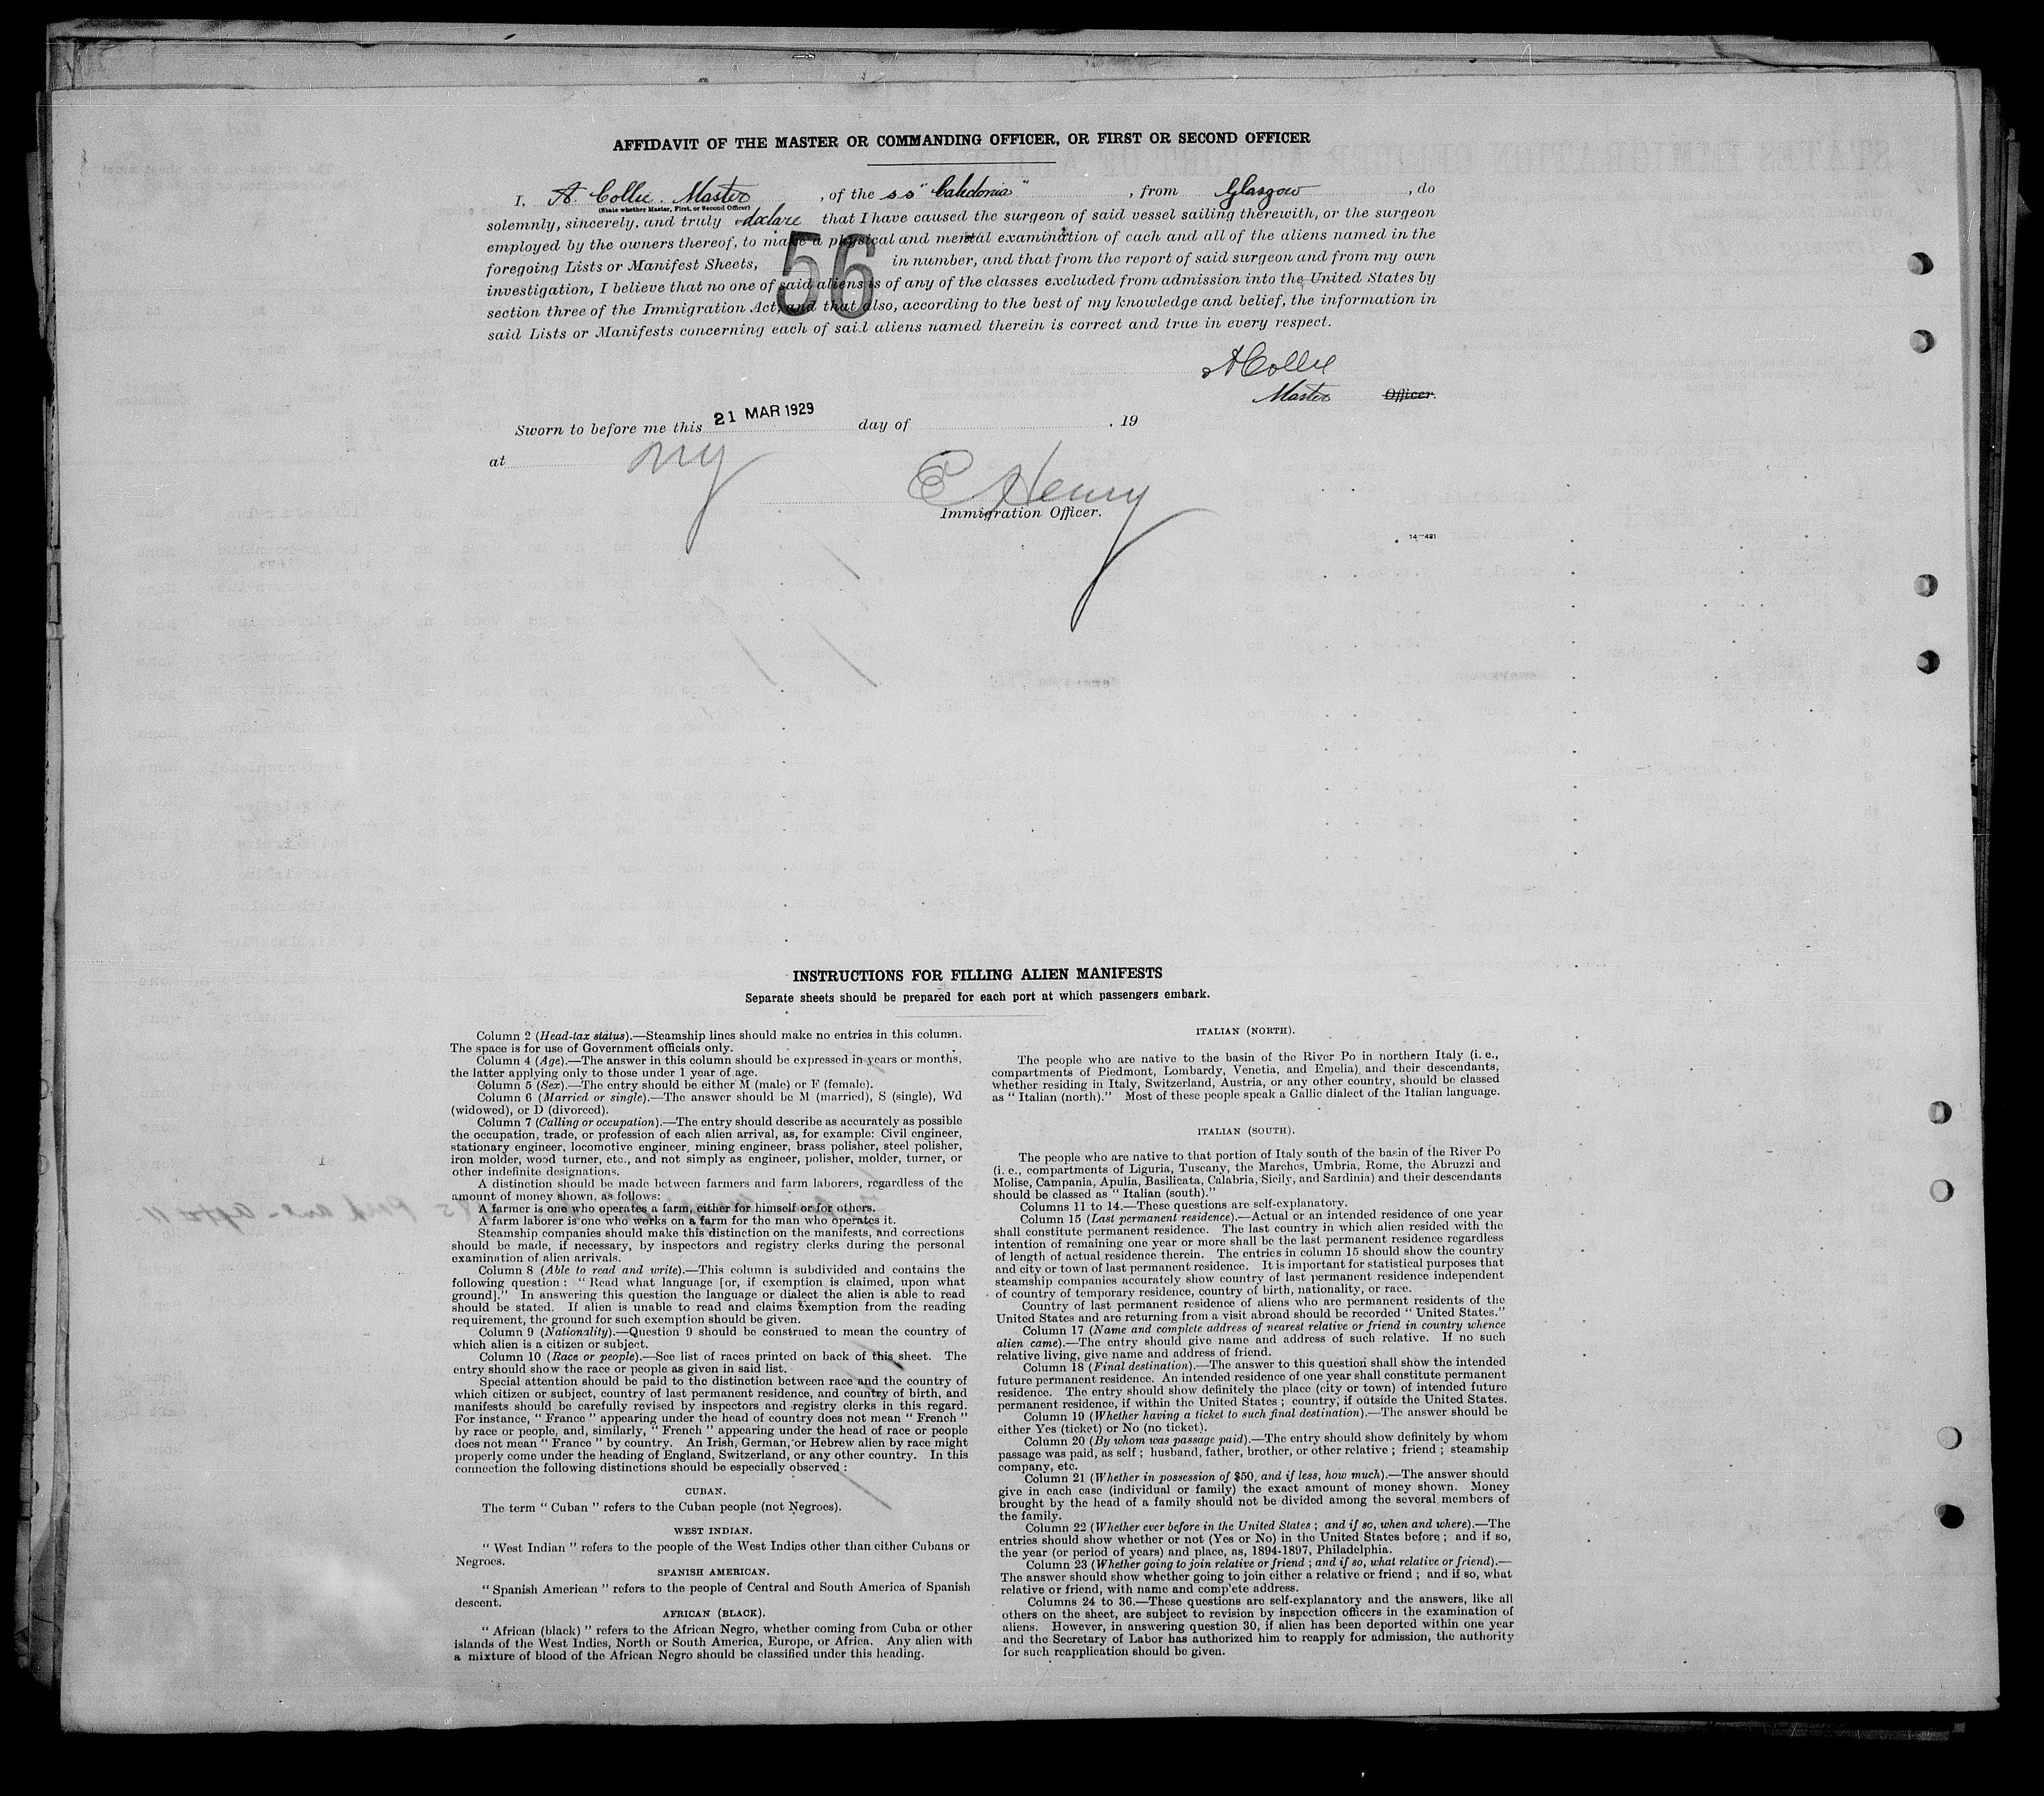 AFFIDAVIT OF THE MASTER OR COMMANDING OFFICER, OR FIRST OR SECOND OFFICER
I, A. Collie. Master , of the s s "Caledonia" , from Glasgow , do
(State whether Master, First, or Second Officer)
solemnly, sincerely, and truly declare that I have caused the surgeon of said vessel sailing therewith, or the surgeon
employed by the owners thereof, to make a physical and mental examination of each and all of the aliens named in the
foregoing Lists or Manifest Sheets, 56 in number, and that from the report of said surgeon and from my own
investigation, I believe that no one of said aliens is of any of the classes excluded from admission into the United States by
section three of the Immigration Act, and that also, according to the best of my knowledge and belief, the information in
said Lists or Manifests concerning each of said aliens named therein is correct and true in every respect.
A Collie
Master Officer.
Sworn to before me this 21 MAR 1929 day of , 19
at NY
E Henry
Immigration Officer.
14—421
INSTRUCTIONS FOR FILLING ALIEN MANIFESTS
Separate sheets should be prepared for each port at which passengers embark.
Column 2 (Head-tax status).—Steamship lines should make no entries in this column.
The space is for use of Government officials only.
Column 4 (Age).—The answer in this column should be expressed in years or months,
the latter applying only to those under 1 year of age.
Column 5 (Sex).—The entry should be either M (male) or F (female).
Column 6 (Married or single).—The answer should be M (married), S (single), Wd
(widowed), or D (divorced).
Column 7 (Calling or occupation).—The entry should describe as accurately as possible
the occupation, trade, or profession of each alien arrival, as, for example: Civil engineer,
stationary engineer, locomotive engineer, mining engineer, brass polisher, steel polisher,
iron molder, wood turner, etc., and not simply as engineer, polisher, molder, turner, or
other indefinite designations.
A distinction should be made between farmers and farm laborers, regardless of the
amount of money shown, as follows:
A farmer is one who operates a farm, either for himself or for others.
A farm laborer is one who works on a farm for the man who operates it.
Steamship companies should make this distinction on the manifests, and corrections
should be made, if necessary, by inspectors and registry clerks during the personal
examination of alien arrivals.
Column 8 (Able to read and write).—This column is subdivided and contains the
following question: "Read what language [or, if exemption is claimed, upon what
ground]." In answering this question the language or dialect the alien is able to read
should be stated. If alien is unable to read and claims exemption from the reading
requirement, the ground for such exemption should be given.
Column 9 (Nationality).—Question 9 should be construed to mean the country of
which alien is a citizen or subject.
Column 10 (Race or people).—See list of races printed on back of this sheet. The
entry should show the race or people as given in said list.
Special attention should be paid to the distinction between race and the country of
which citizen or subject, country of last permanent residence, and country of birth, and
manifests should be carefully revised by inspectors and registry clerks in this regard.
For instance, "France" appearing under the head of country does not mean "French"
by race or people, and, similarly, "French" appearing under the head of race or people
does not mean "France" by country. An Irish, German, or Hebrew alien by race might
properly come under the heading of England, Switzerland, or any other country. In this
connection the following distinctions should be especially observed:
CUBAN.
The term "Cuban" refers to the Cuban people (not Negroes).
WEST INDIAN.
"West Indian" refers to the people of the West Indies other than either Cubans or
Negroes.
SPANISH AMERICAN.
"Spanish American" refers to the people of Central and South America of Spanish
descent.
AFRICAN (BLACK).
"African (black)" refers to the African Negro, whether coming from Cuba or other
islands of the West Indies, North or South America, Europe, or Africa. Any alien with
a mixture of blood of the African Negro should be classified under this heading.
ITALIAN (NORTH).
The people who are native to the basin of the River Po in northern Italy (i. e.,
compartments of Piedmont, Lombardy, Venetia, and Emelia) and their descendants,
whether residing in Italy, Switzerland, Austria, or any other country, should be classed
as "Italian (north)." Most of these people speak a Gallic dialect of the Italian language.
ITALIAN (SOUTH).
The people who are native to that portion of Italy south of the basin of the River Po
(i. e., compartments of Liguria, Tuscany, the Marches, Umbria, Rome, the Abruzzi and
Molise, Campania, Apulia, Basilicata, Calabria, Sicily, and Sardinia) and their descendants
should be classed as "Italian (south)."
Columns 11 to 14.—These questions are self-explanatory.
Column 15 (Last permanent residence).—Actual or an intended residence of one year
shall constitute permanent residence. The last country in which alien resided with the
intention of remaining one year or more shall be the last permanent residence regardless
of length of actual residence therein. The entries in column 15 should show the country
and city or town of last permanent residence. It is important for statistical purposes that
steamship companies accurately show country of last permanent residence independent
of country of temporary residence, country of birth, nationality, or race.
Country of last permanent residence of aliens who are permanent residents of the
United States and are returning from a visit abroad should be recorded "United States."
Column 17 (Name and complete address of nearest relative or friend in country whence
alien came).—The entry should give name and address of such relative. If no such
relative living, give name and address of friend.
Column 18 (Final destination).—The answer to this question shall show the intended
future permanent residence. An intended residence of one year shall constitute permanent
residence. The entry should show definitely the place (city or town) of intended future
permanent residence, if within the United States; country, if outside the United States.
Column 19 (Whether having a ticket to such final destination).—The answer should be
either Yes (ticket) or No (no ticket).
Column 20 (By whom was passage paid).—The entry should show definitely by whom
passage was paid, as self; husband, father, brother, or other relative; friend; steamship
company, etc.
Column 21 (Whether in possession of $50, and if less, how much).—The answer should
give in each case (individual or family) the exact amount of money shown. Money
brought by the head of a family should not be divided among the several members of
the family.
Column 22 (Whether ever before in the United States; and if so, when and where).—The
entries should show whether or not (Yes or No) in the United States before; and if so,
the year (or period of years) and place, as, 1894-1897, Philadelphia.
Column 23 (Whether going to join relative or friend; and if so, what relative or friend).—
The answer should show whether going to join either a relative or friend; and if so, what
relative or friend, with name and complete address.
Columns 24 to 36.—These questions are self-explanatory and the answers, like all
others on the sheet, are subject to revision by inspection officers in the examination of
aliens. However, in answering question 30, if alien has been deported within one year
and the Secretary of Labor has authorized him to reapply for admission, the authority
for such reapplication should be given.